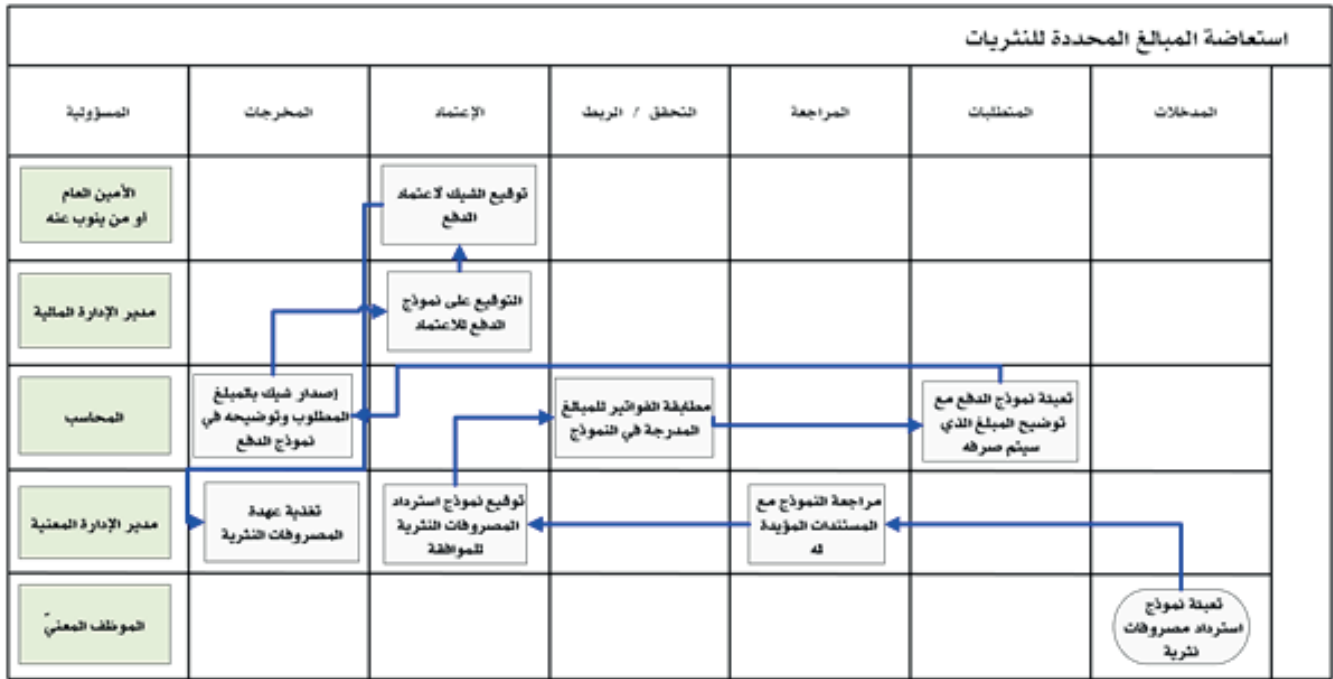 استعاضة المبالغ المحددة للنثريات
المدخلات
المتطلبات
المراجعة
التحقق / الربط
الإعتماد
المخرجات
المسؤولية
توقيع الشيك لاعتماد
الدفع
الأمين العام
او من ينوب عنه
التوقيع على نموذج
الدفع للاعتماد
مدير الإدارة المالية
تعبئة نموذج الدفع مع
توضيح المبلغ الذي
سيتم صرفه
مطابقة الفواتير للمبالغ
المدرجة في النموذج
إصدار شيك بالمبلغ
المطلوب وتوضيحه في
نموذج الدفع
المحاسب
مراجعة النموذج مع
المستندات المؤيدة
له
توقيع نموذج استرداد
المصروفات النثرية
للموافقة
تغذية عهدة
المصروفات النثرية
مدير الإدارة المعنية
تعبئة نموذج
استرداد مصروفات
نثرية
الموظف المعنيّ